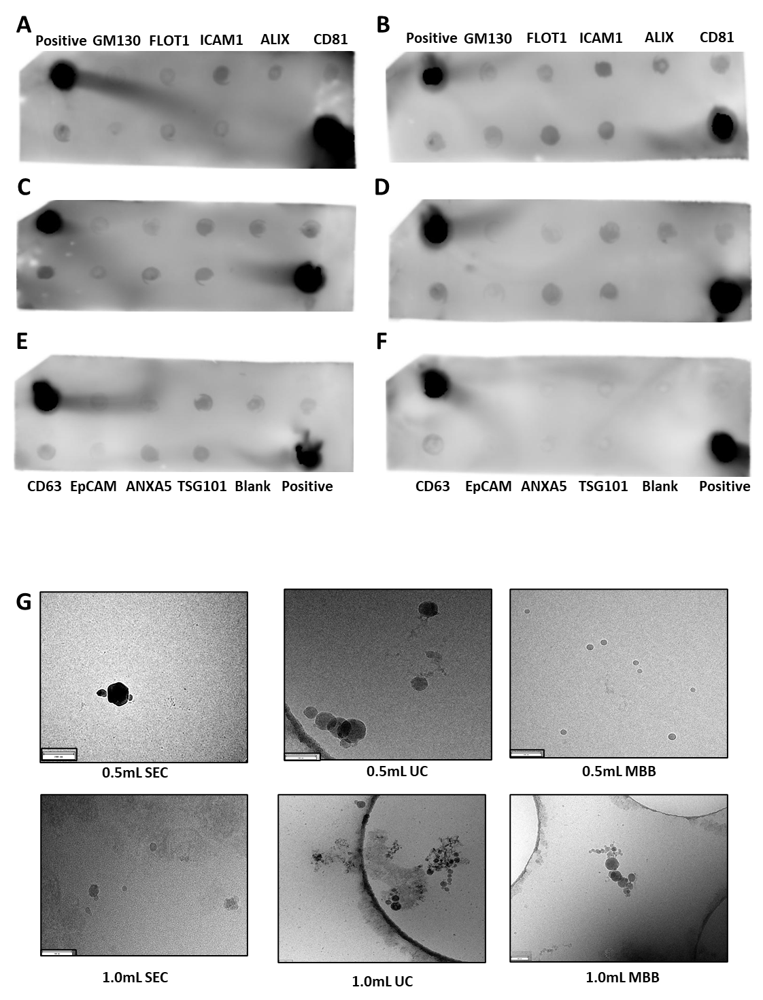 A
B
Positive GM130 FLOT1 ICAM1 ALIX CD81
Positive GM130 FLOT1 ICAM1 ALIX CD81
C
D
E
F
CD63 EpCAM ANXA5 TSG101 Blank Positive
CD63 EpCAM ANXA5 TSG101 Blank Positive
G
0.5mL SEC
0.5mL UC
0.5mL MBB
1.0mL SEC
1.0mL UC
1.0mL MBB